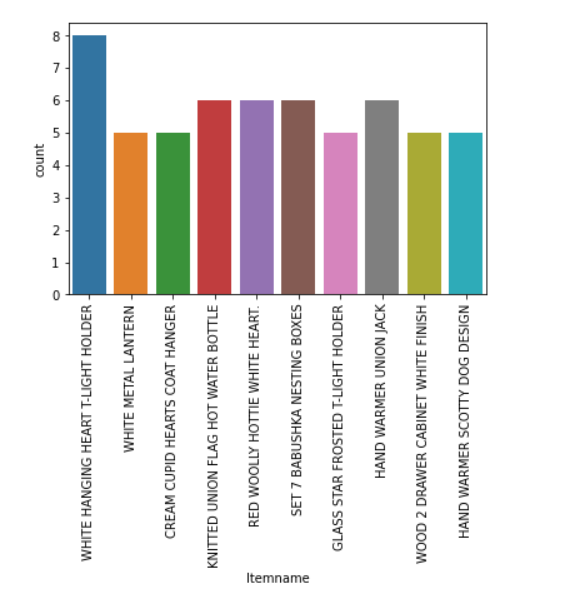 8
7
6
5
4
3
2
1
0
count
WHITE HANGING HEART T-LIGHT HOLDER
WHITE METAL LANTERN
CREAM CUPID HEARTS COAT HANGER
KNITTED UNION FLAG HOT WATER BOTTLE
RED WOOLLY HOTTIE WHITE HEART.
SET 7 BABUSHKA NESTING BOXES
GLASS STAR FROSTED T-LIGHT HOLDER
HAND WARMER UNION JACK
WOOD 2 DRAWER CABINET WHITE FINISH
HAND WARMER SCOTTY DOG DESIGN
Itemname